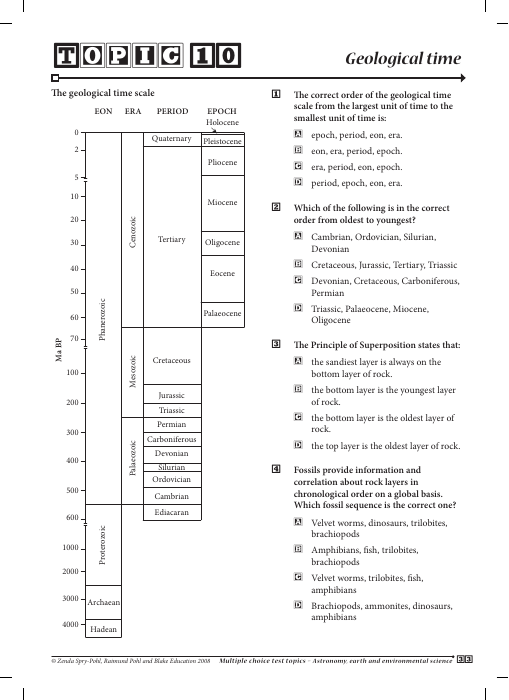 TOPIC 10
Geological time
The geological time scale
EON ERA PERIOD EPOCH
Holocene
0
2
5
10
20
30
40
50
60
70
100
200
300
400
500
600
1000
2000
3000
4000
Ma BP
Phanerozoic
Proterozoic
Archaean
Hadean
Cenozoic
Mesozoic
Palaeozoic
Quaternary
Tertiary
Cretaceous
Jurassic
Triassic
Permian
Carboniferous
Devonian
Silurian
Ordovician
Cambrian
Ediacaran
Pleistocene
Pliocene
Miocene
Oligocene
Eocene
Palaeocene
1 The correct order of the geological time
scale from the largest unit of time to the
smallest unit of time is:
A epoch, period, eon, era.
B eon, era, period, epoch.
C era, period, eon, epoch.
D period, epoch, eon, era.
2 Which of the following is in the correct
order from oldest to youngest?
A Cambrian, Ordovician, Silurian,
Devonian
B Cretaceous, Jurassic, Tertiary, Triassic
C Devonian, Cretaceous, Carboniferous,
Permian
D Triassic, Palaeocene, Miocene,
Oligocene
3 The Principle of Superposition states that:
A the sandiest layer is always on the
bottom layer of rock.
B the bottom layer is the youngest layer
of rock.
C the bottom layer is the oldest layer of
rock.
D the top layer is the oldest layer of rock.
4 Fossils provide information and
correlation about rock layers in
chronological order on a global basis.
Which fossil sequence is the correct one?
A Velvet worms, dinosaurs, trilobites,
brachiopods
B Amphibians, fish, trilobites,
brachiopods
C Velvet worms, trilobites, fish,
amphibians
D Brachiopods, ammonites, dinosaurs,
amphibians
© Zenda Spry-Pohl, Raimund Pohl and Blake Education 2008 Multiple choice test topics – Astronomy, earth and environmental science 33